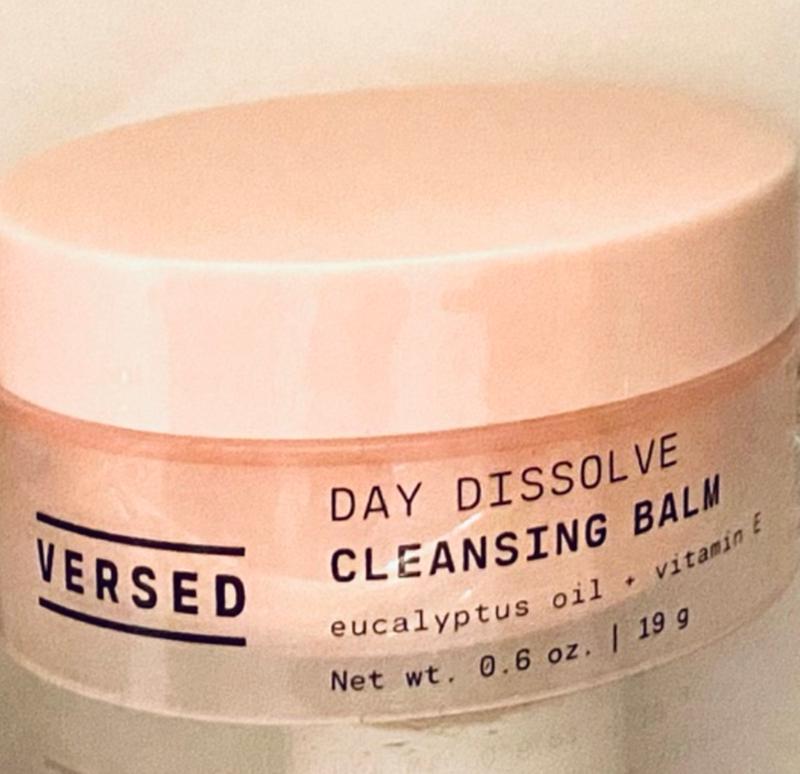 VERSED
DAY DISSOLVE
CLEANSING BALM
eucalyptus oil + vitamin E
Net wt. 0.6 oz. | 19 g